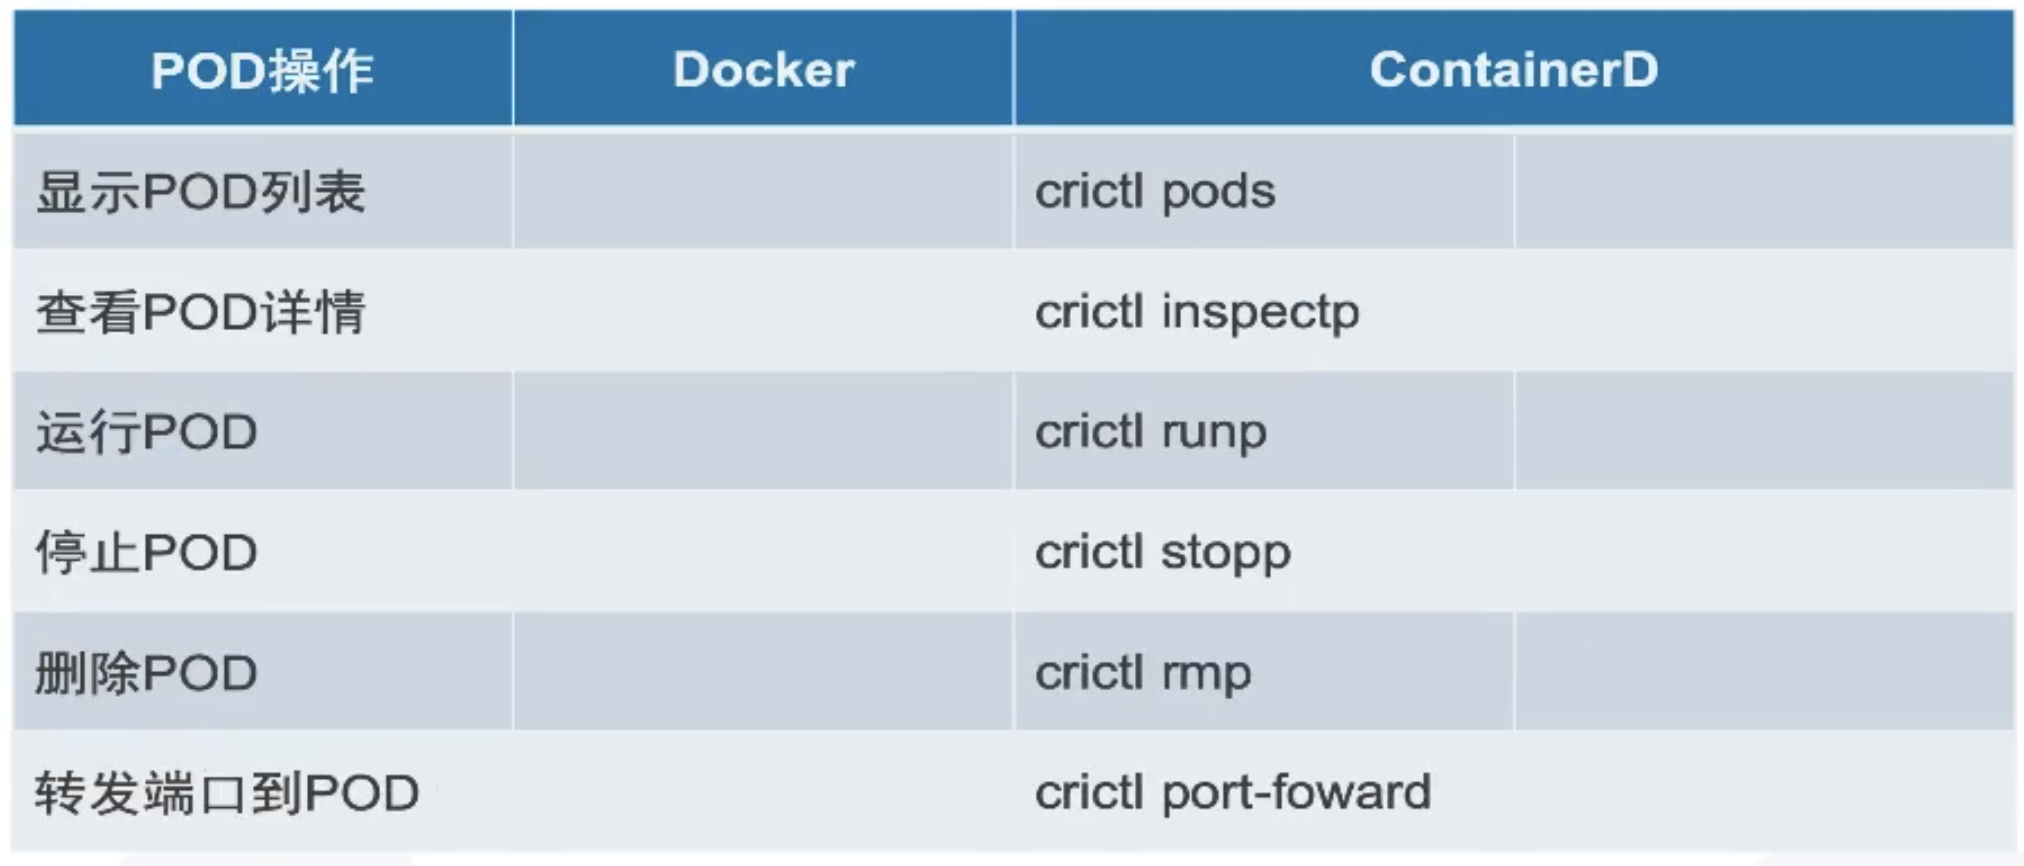 POD操作 Docker ContainerD
显示POD列表 crictl pods
查看POD详情 crictl inspectp
运行POD crictl runp
停止POD crictl stopp
删除POD crictl rmp
转发端口到POD crictl port-foward